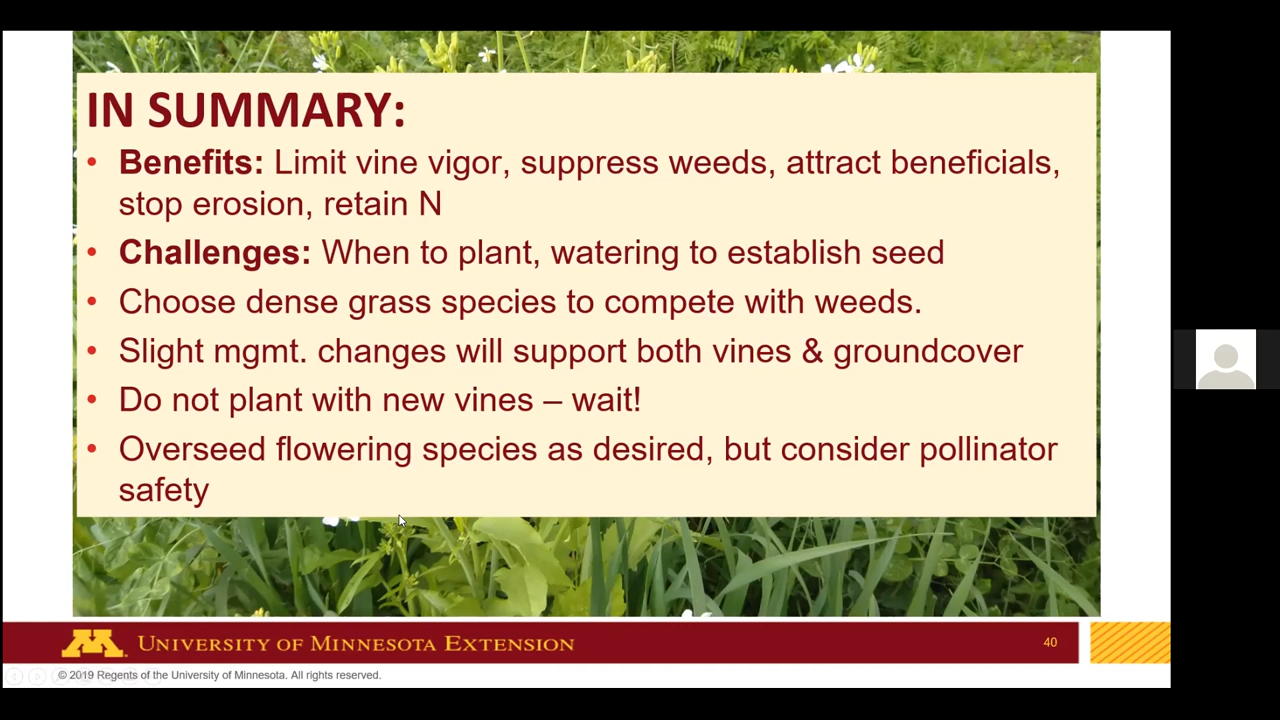 IN SUMMARY:
• Benefits: Limit vine vigor, suppress weeds, attract beneficials,
stop erosion, retain N
• Challenges: When to plant, watering to establish seed
• Choose dense grass species to compete with weeds.
• Slight mgmt. changes will support both vines & groundcover
• Do not plant with new vines – wait!
• Overseed flowering species as desired, but consider pollinator
safety
M UNIVERSITY OF MINNESOTA EXTENSION
40
© 2019 Regents of the University of Minnesota. All rights reserved.